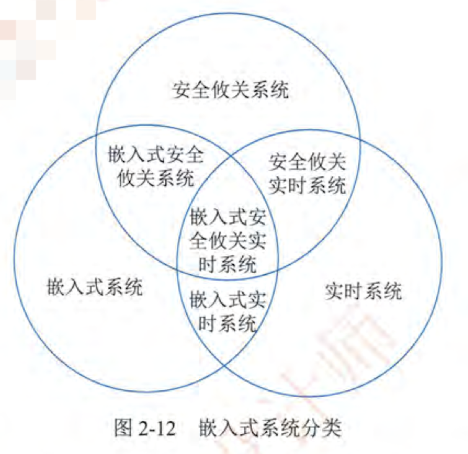 安全攸关系统
嵌入式安全
攸关系统
安全攸关
实时系统
嵌入式安
全攸关实
时系统
嵌入式系统
嵌入式实
时系统
实时系统
图 2-12 嵌入式系统分类
计师